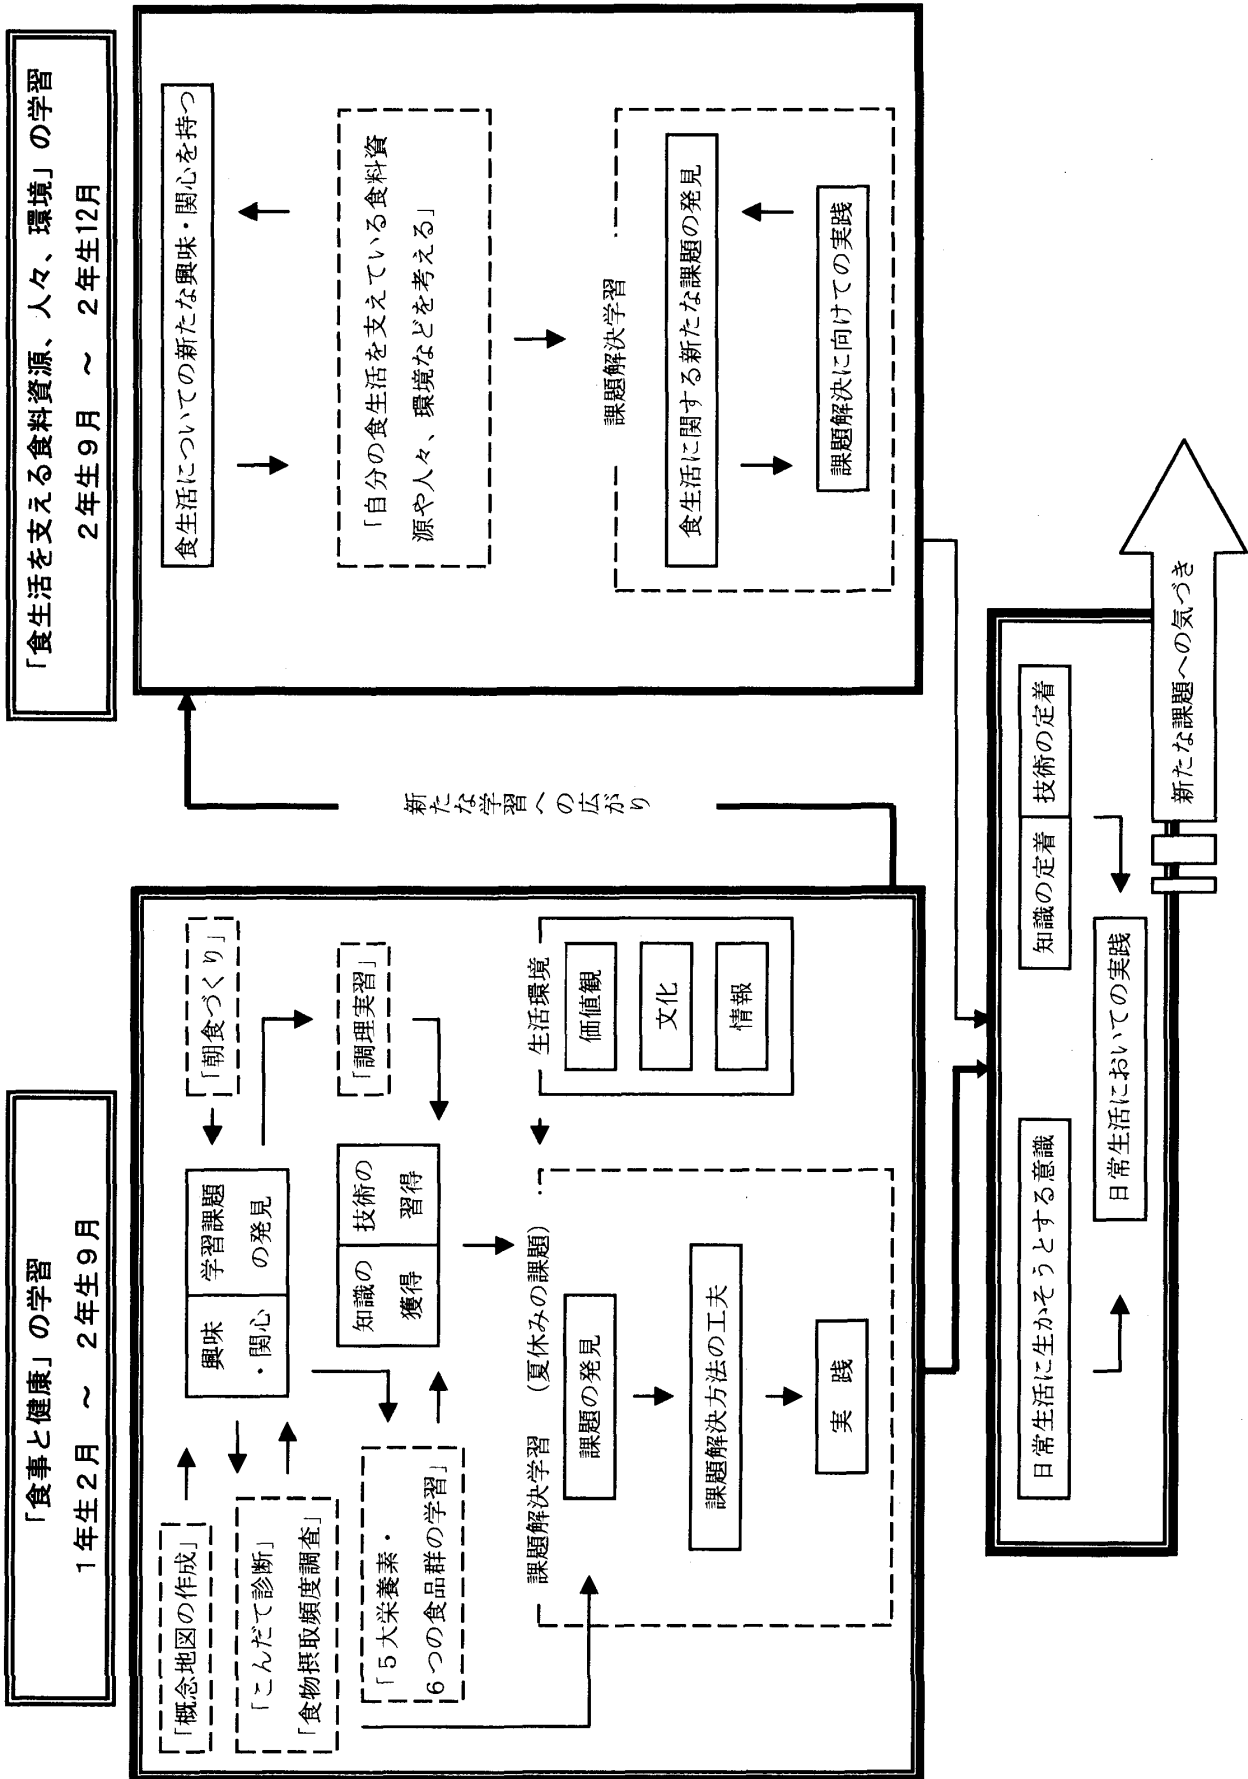 「食事と健康」の学習
1年生2月 ～ 2年生9月
「概念地図の作成」
「こんだて診断」
「食物摂取頻度調査」
興味
・関心
学習課題
の発見
「朝食づくり」
「5大栄養素・
6つの食品群の学習」
知識の
獲得
技術の
習得
「調理実習」
課題解決学習 (夏休みの課題)
課題の発見
課題解決方法の工夫
実 践
生活環境
価値観
文化
情報
新たな学習への広がり
「食生活を支える食料資源、人々、環境」の学習
2年生9月 ～ 2年生12月
食生活についての新たな興味・関心を持つ
「自分の食生活を支えている食料資
源や人々、環境などを考える」
課題解決学習
食生活に関する新たな課題の発見
課題解決に向けての実践
日常生活に生かそうとする意識
知識の定着
技術の定着
日常生活においての実践
新たな課題への気づき